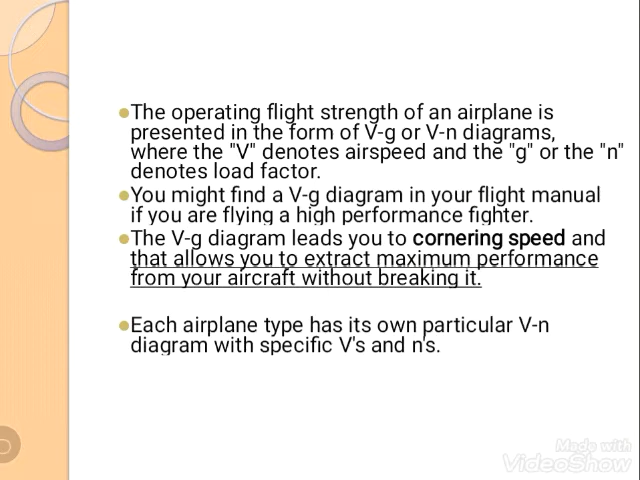 The operating flight strength of an airplane is
presented in the form of V-g or V-n diagrams,
where the "V" denotes airspeed and the "g" or the "n"
denotes load factor.
You might find a V-g diagram in your flight manual
if you are flying a high performance fighter.
The V-g diagram leads you to cornering speed and
that allows you to extract maximum performance
from your aircraft without breaking it.
Each airplane type has its own particular V-n
diagram with specific V's and n's.
Made with
VideoShow